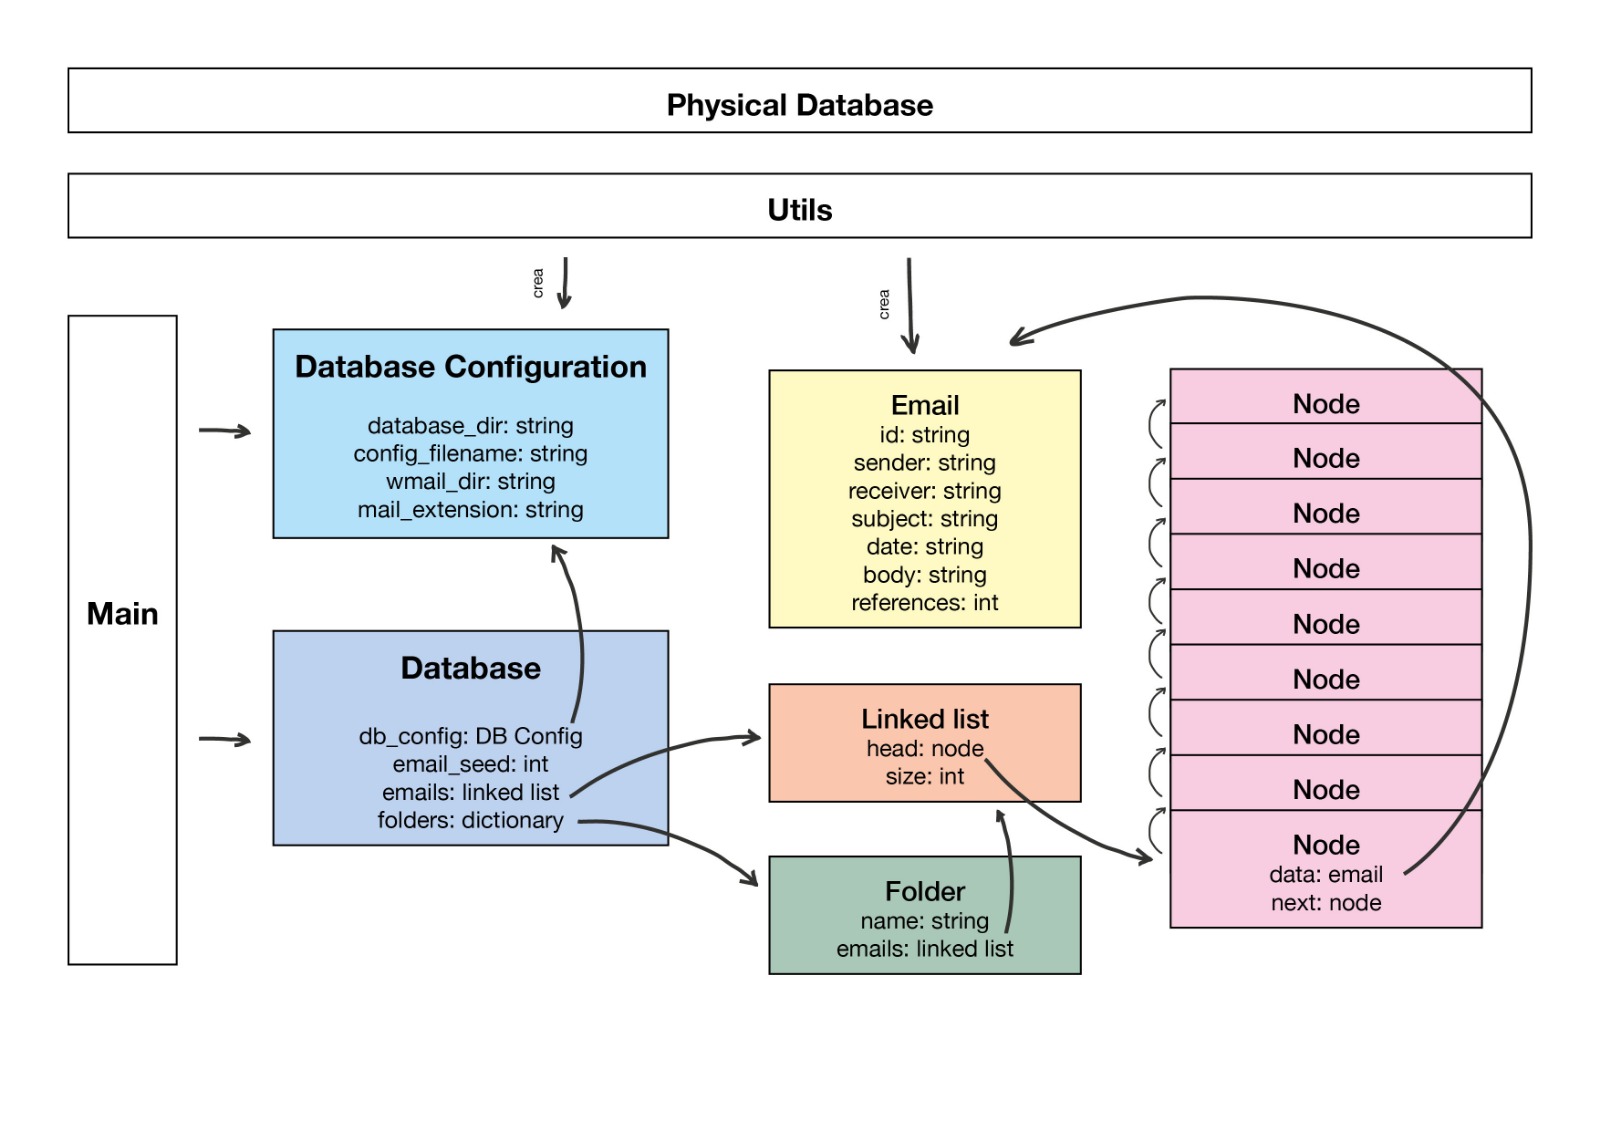 Physical Database
Utils
crea
crea
Main
Database Configuration
database_dir: string
config_filename: string
wmail_dir: string
mail_extension: string
Database
db_config: DB Config
email_seed: int
emails: linked list
folders: dictionary
Email
id: string
sender: string
receiver: string
subject: string
date: string
body: string
references: int
Linked list
head: node
size: int
Folder
name: string
emails: linked list
Node
Node
Node
Node
Node
Node
Node
Node
Node
data: email
next: node